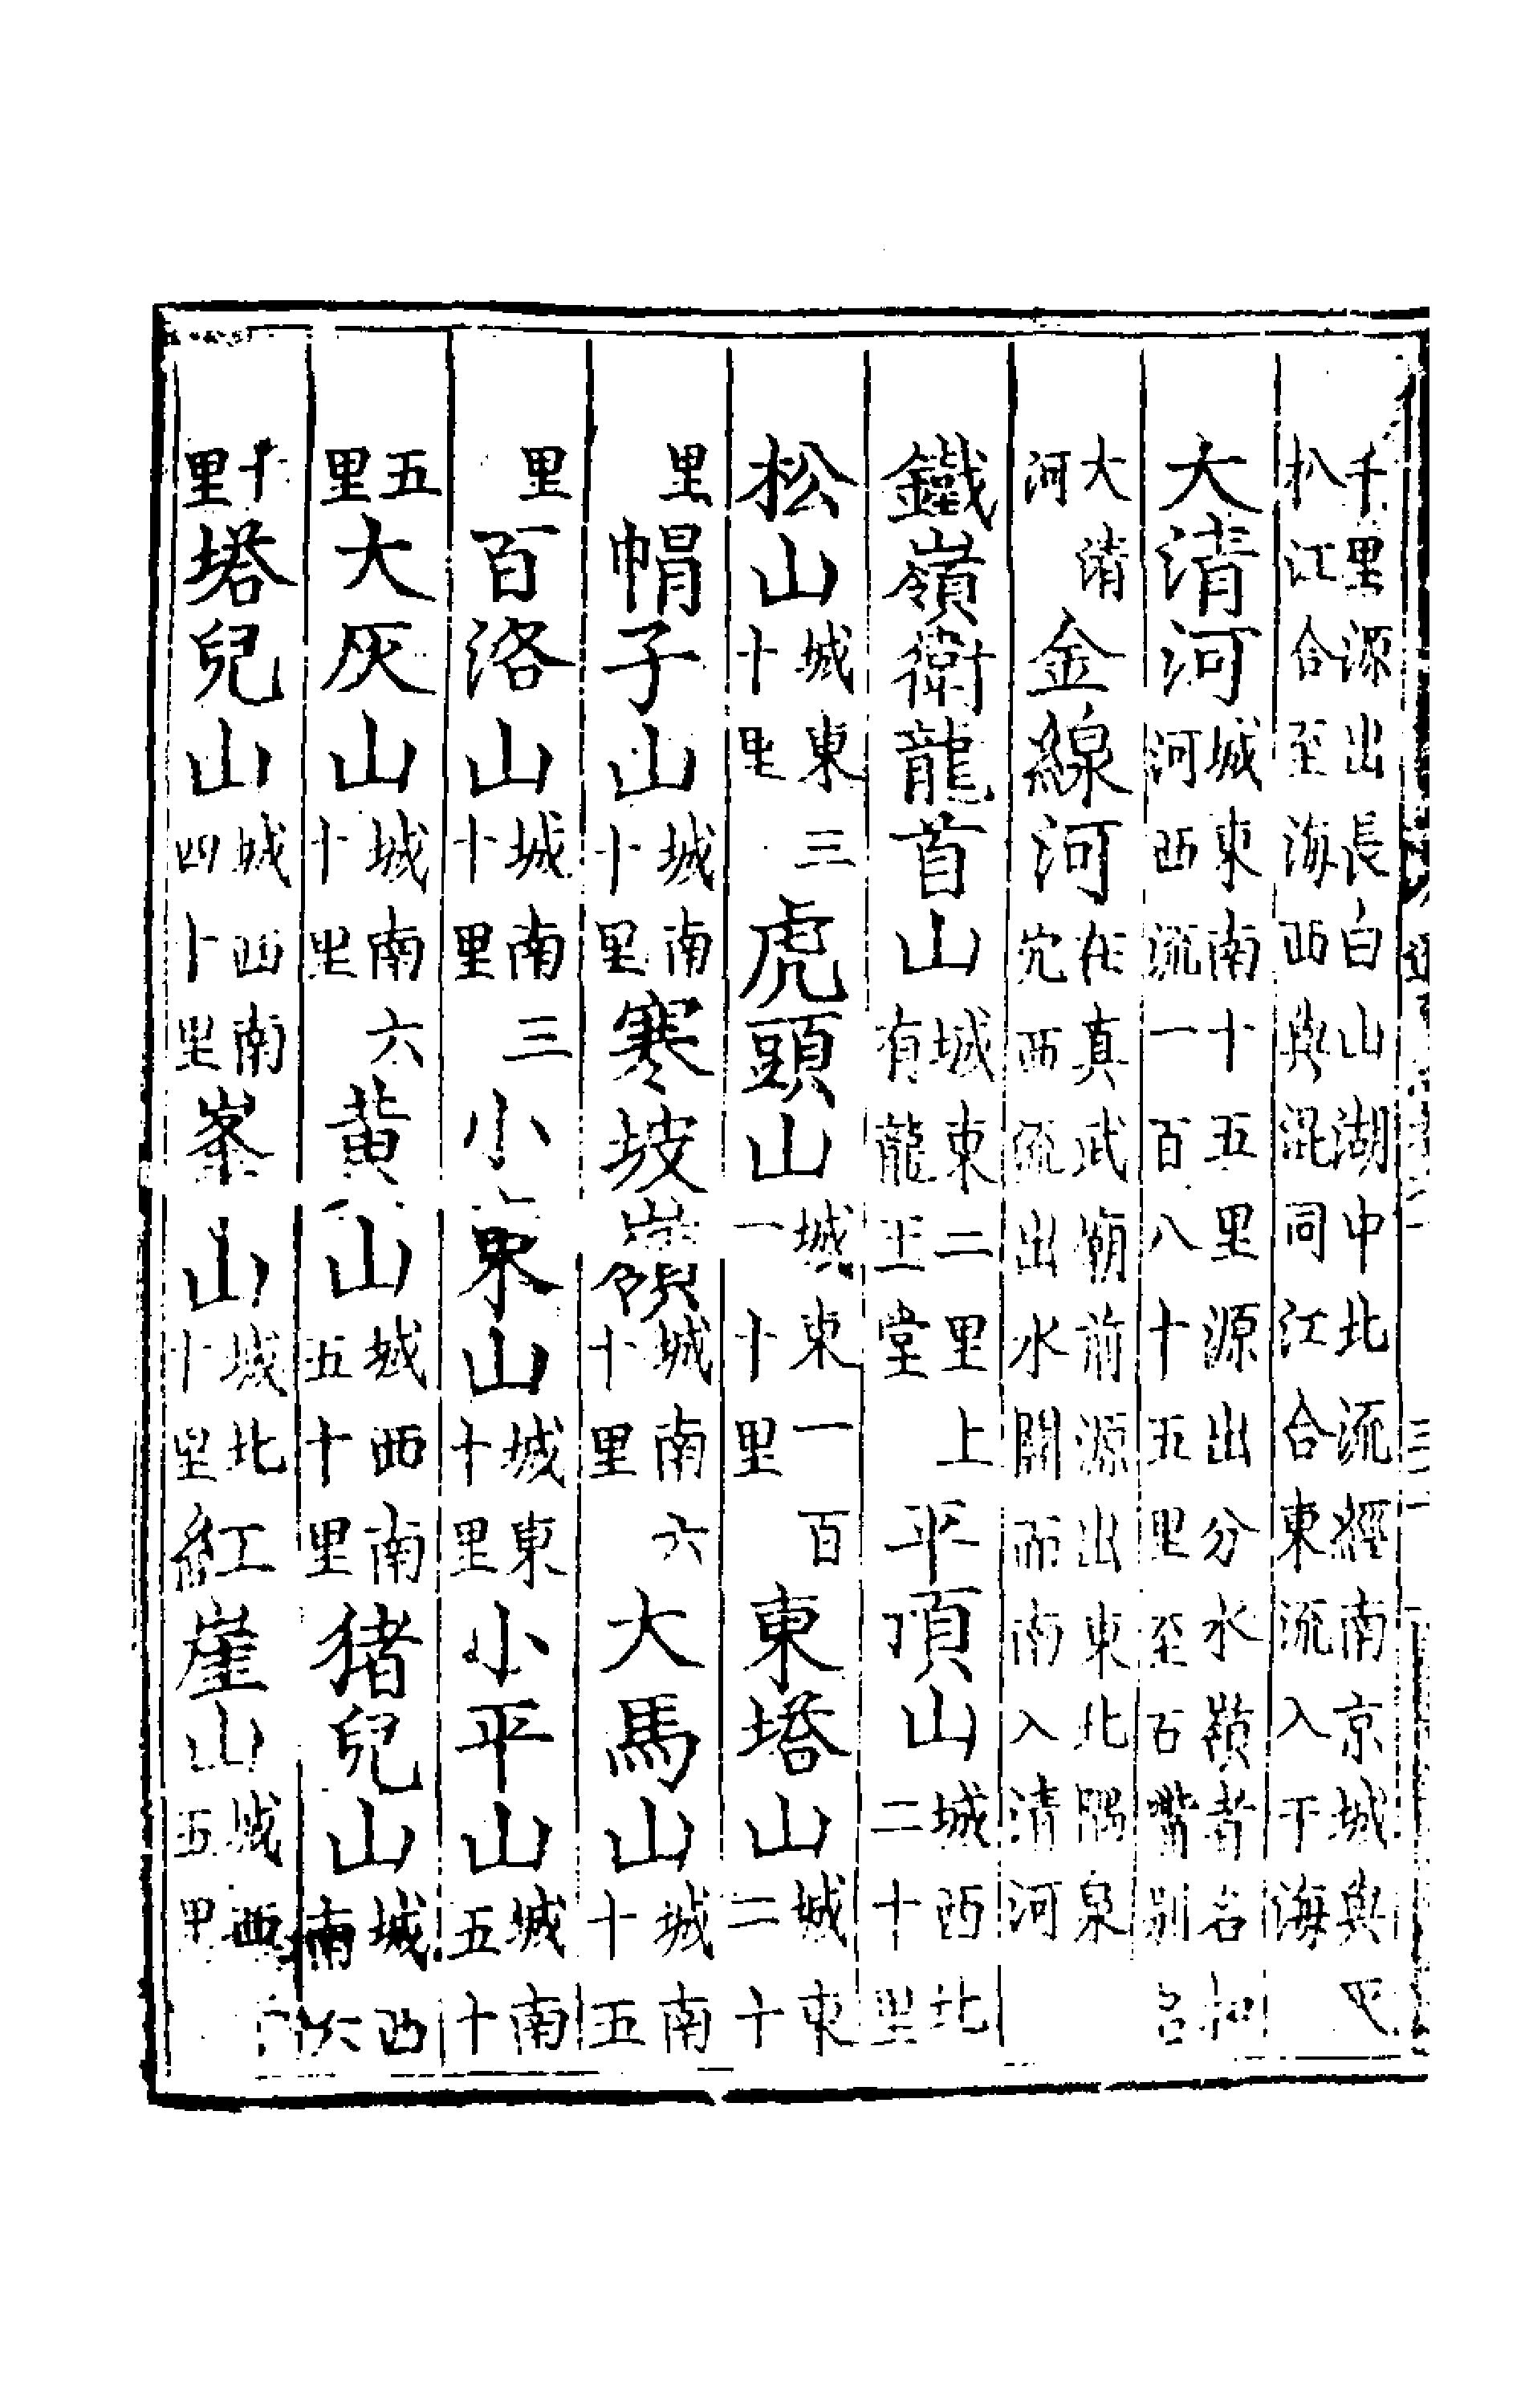 千里源出長白山湖中北流經南京城與
扒江合至海西與混同江合東流入于海
大清河城東南十五里源出分水嶺者名
河西流一百八十五里至石嘴別
大清
河
金線河在真武廟前源出東北隅泉
穴西流出水關而南入清河
鐵嶺衛龍首山城東二里上
有龍王堂
平頂山城西北
二十里
松山城東三
十里
虎頭山城東一百
一十里
東塔山城東
二十
里
帽子山城南
十里
寒坡嶺城南六
十里
大馬山城南
十五
里
百洛山城南三
十里
小東山城東
十里
小平山城南
五十
五
里
大灰山城南六
十里
黃山城西南
五十里
猪兒山城西
南六
十
里
塔兒山城西南
四十里
峯山城北
十里
紅崖山城西
五